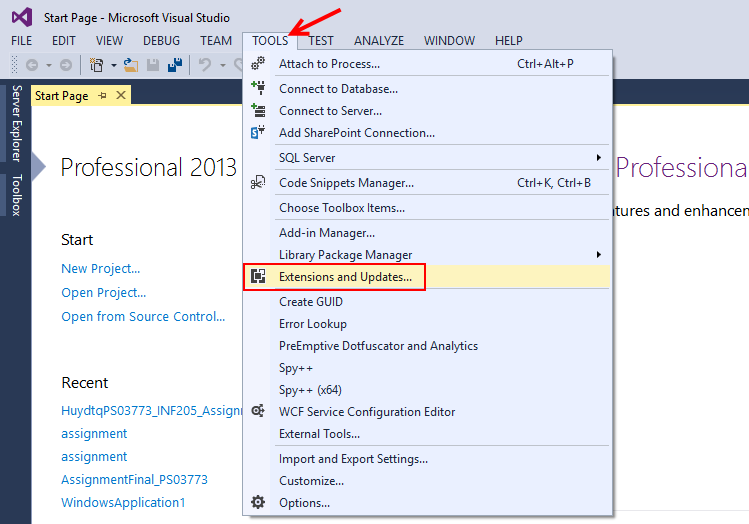 Start Page - Microsoft Visual Studio
FILE EDIT VIEW DEBUG TEAM TOOLS TEST ANALYZE WINDOW HELP
Server Explorer
Toolbox
Start Page
Professional 2013
Start
New Project...
Open Project...
Open from Source Control...
Recent
HuydtqPS03773_INF205_Assignm
assignment
assignment
AssignmentFinal_PS03773
WindowsApplication1
Attach to Process... Ctrl+Alt+P
Connect to Database...
Connect to Server...
Add SharePoint Connection...
SQL Server
Code Snippets Manager... Ctrl+K, Ctrl+B
Choose Toolbox Items...
Add-in Manager...
Library Package Manager
Extensions and Updates...
Create GUID
Error Lookup
PreEmptive Dotfuscator and Analytics
Spy++
Spy++ (x64)
WCF Service Configuration Editor
External Tools...
Import and Export Settings...
Customize...
Options...
Professional
tures and enhancem